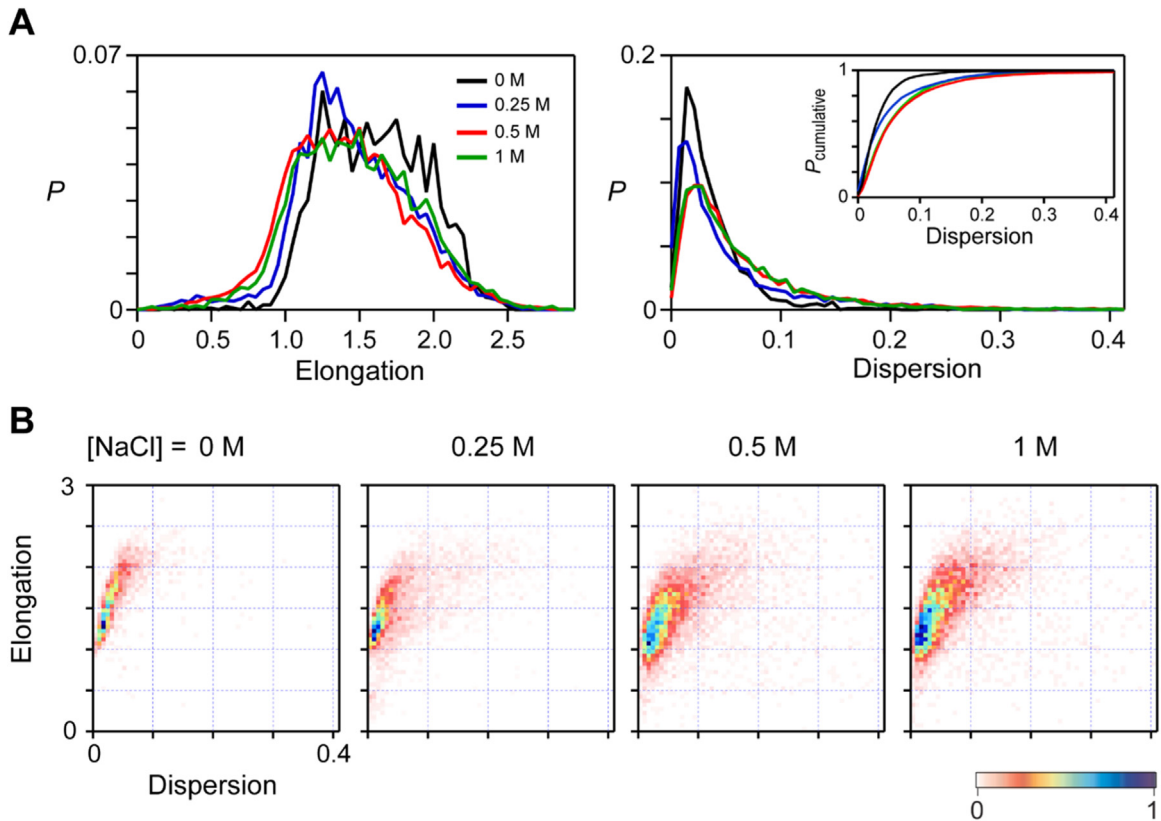 A
0.07
0.2
0 M
0.25 M
0.5 M
1 M
P
0
0 0.5 1.0 1.5 2.0 2.5
Elongation
P
0
0 0.1 0.2 0.3 0.4
Dispersion
1
Pcumulative
0
0 0.1 0.2 0.3 0.4
Dispersion
B
[NaCl] = 0 M 0.25 M 0.5 M 1 M
3
Elongation
0
0 0.4
Dispersion
0 1